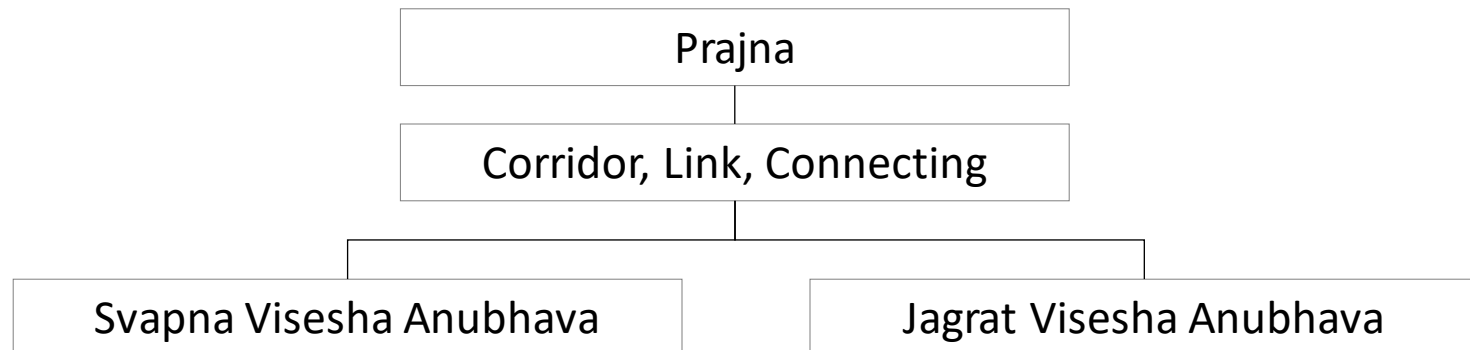 Prajna
Corridor, Link, Connecting
Svapna Visesha Anubhava
Jagrat Visesha Anubhava